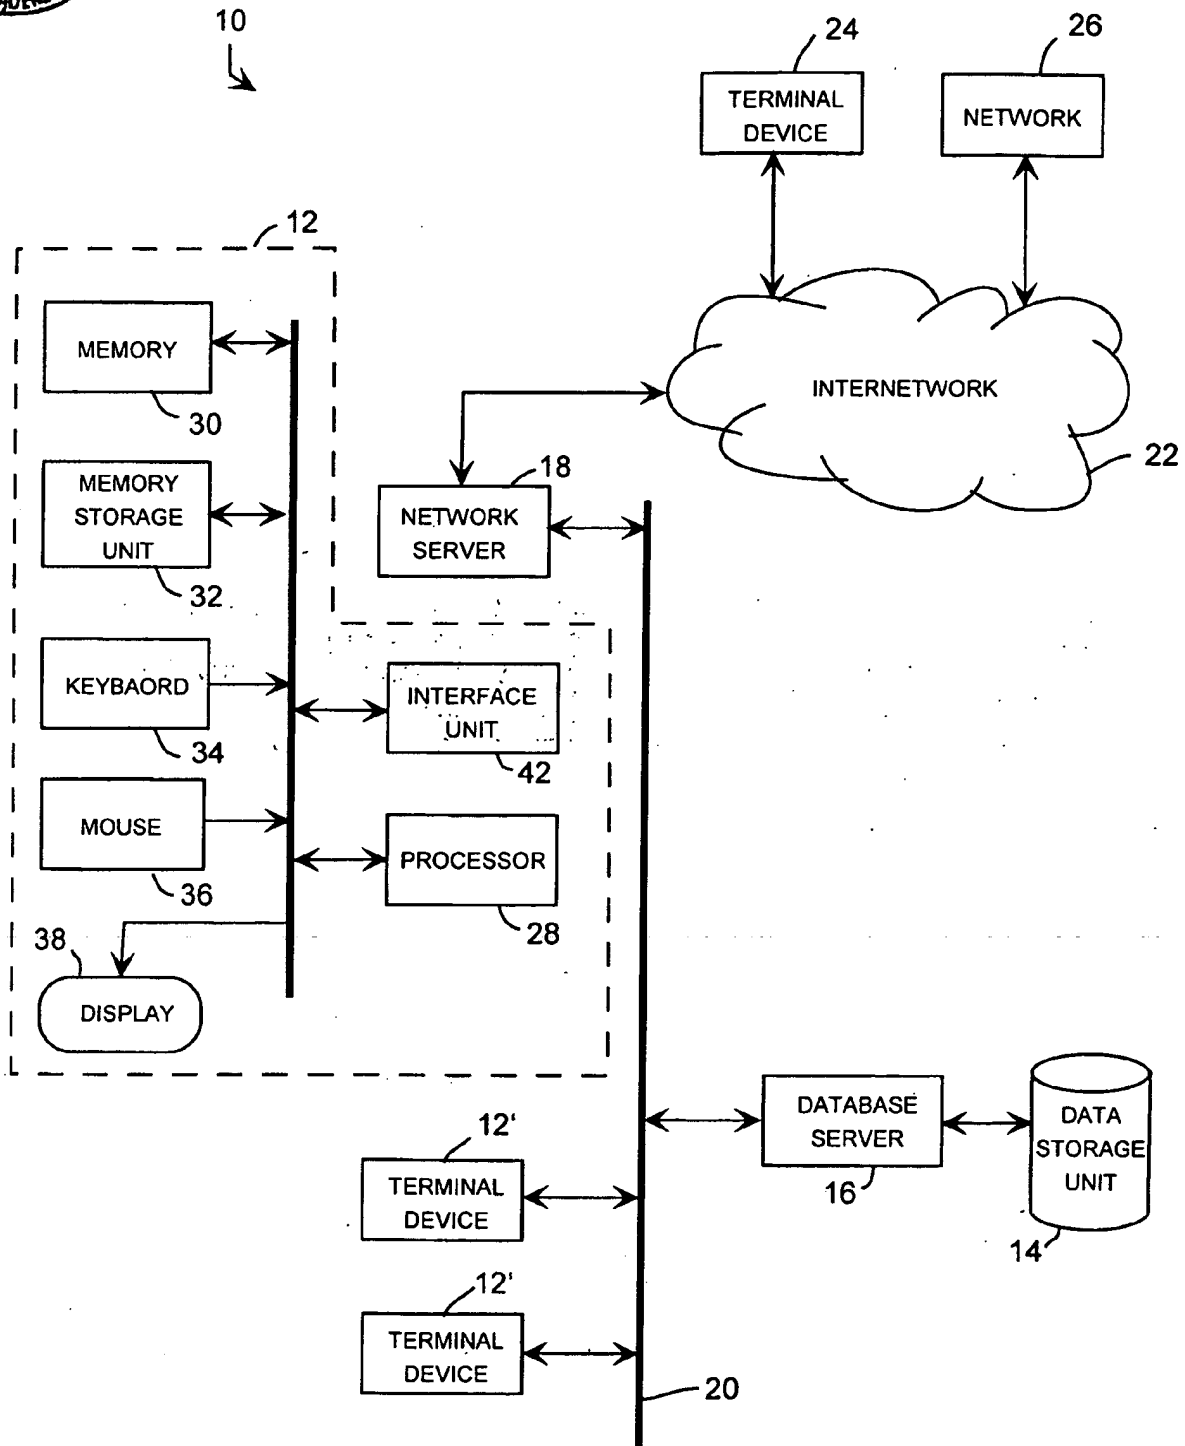 10
24
26
TERMINAL
DEVICE
NETWORK
12
MEMORY
30
INTERNETWORK
22
MEMORY
STORAGE
UNIT
32
18
NETWORK
SERVER
KEYBAORD
34
INTERFACE
UNIT
42
MOUSE
36
PROCESSOR
28
38
DISPLAY
DATABASE
SERVER
16
DATA
STORAGE
UNIT
14
12'
TERMINAL
DEVICE
12'
TERMINAL
DEVICE
20